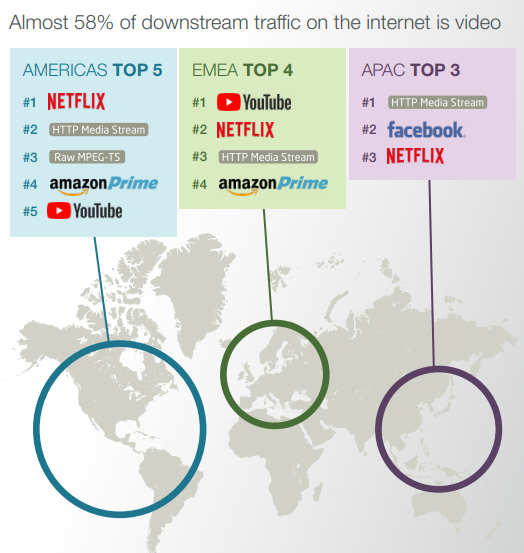 Almost 58% of downstream traffic on the internet is video
AMERICAS TOP 5
#1 NETFLIX
#2 HTTP Media Stream
#3 Raw MPEG-TS
#4 amazonPrime
#5 YouTube
EMEA TOP 4
#1 YouTube
#2 NETFLIX
#3 HTTP Media Stream
#4 amazonPrime
APAC TOP 3
#1 HTTP Media Stream
#2 facebook.
#3 NETFLIX